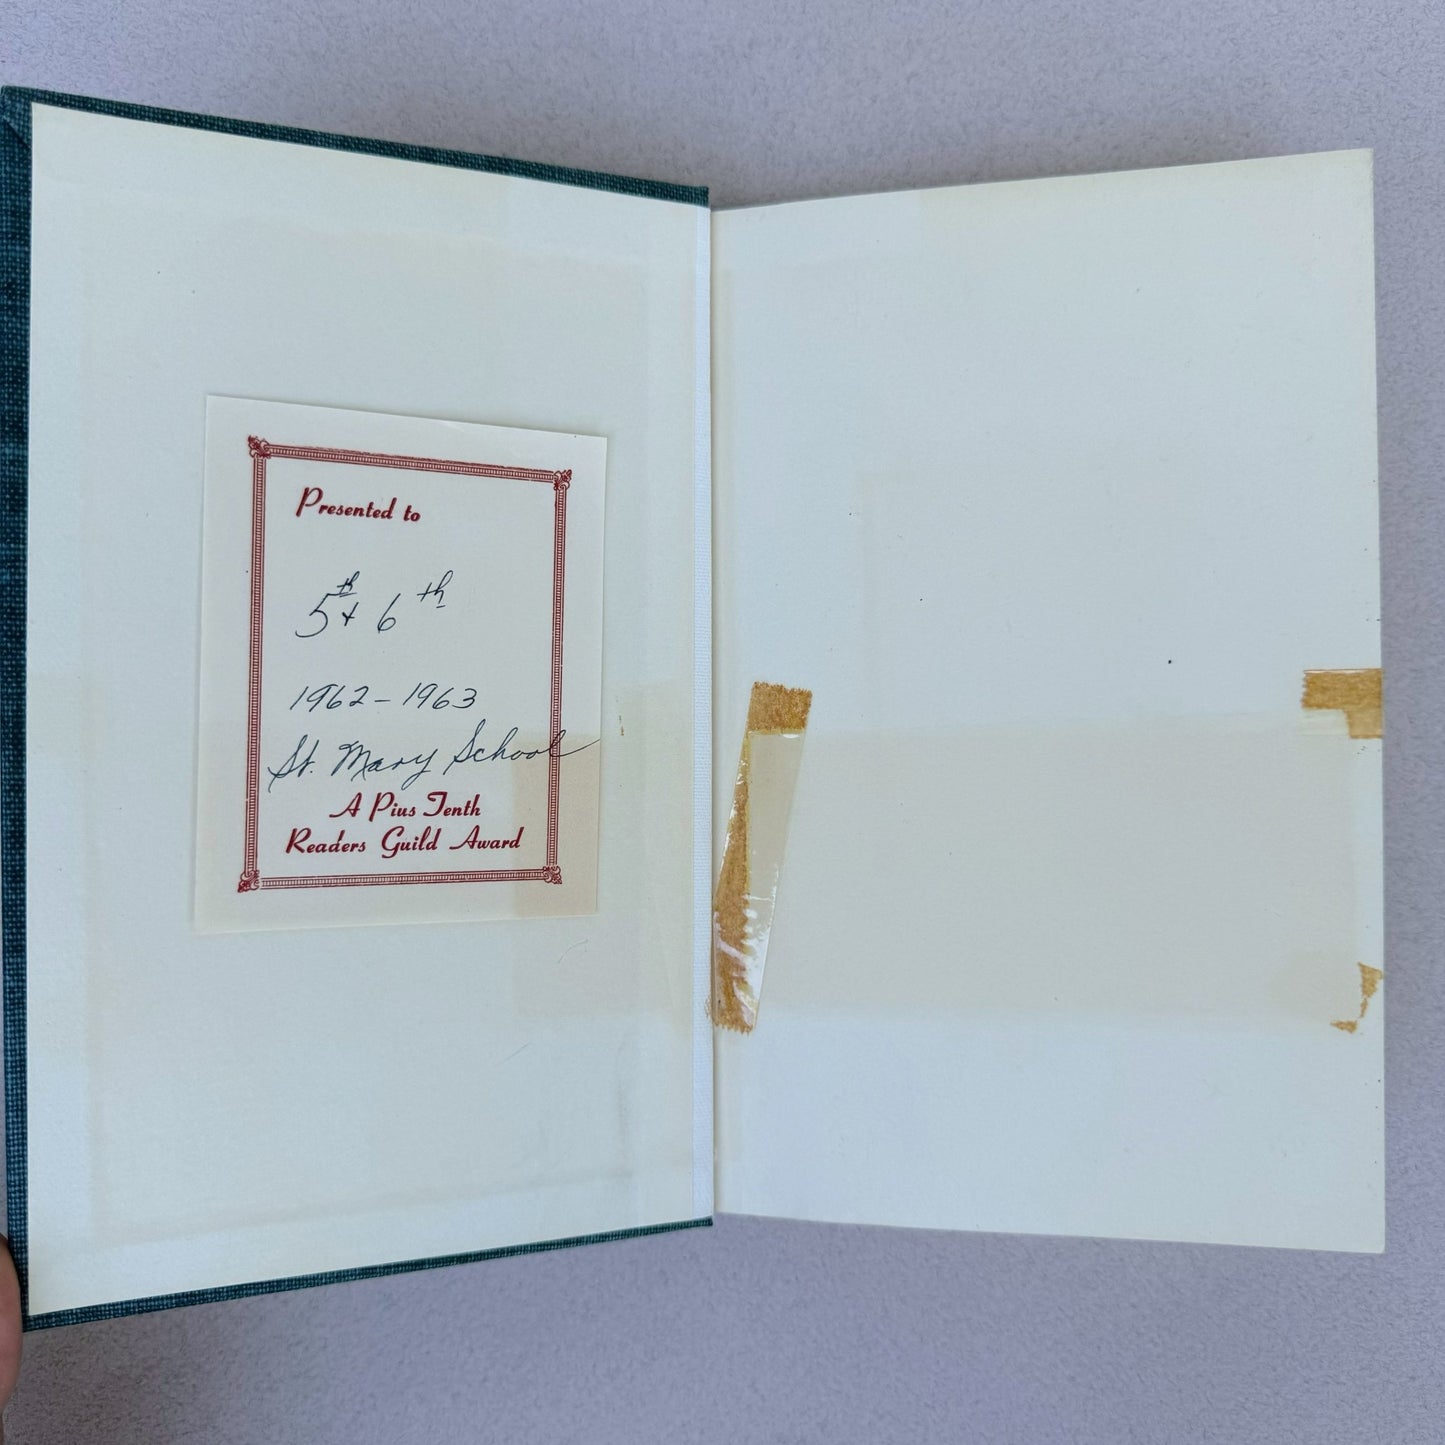 Presented to
5th + 6th
1962-1963
St. Mary School
A Pius Tenth
Readers Guild Award